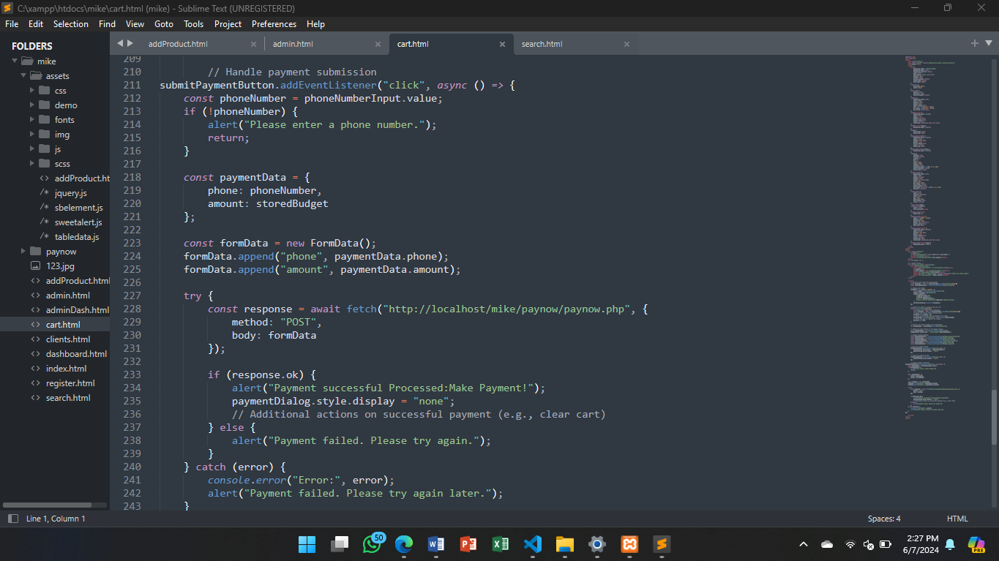 C:\xampp\htdocs\mike\cart.html (mike) - Sublime Text (UNREGISTERED)
File Edit Selection Find View Goto Tools Project Preferences Help
FOLDERS
mike
assets
css
demo
fonts
img
js
scss
addProduct.ht
jquery.js
sbelement.js
sweetalert.js
tabledata.js
paynow
123.jpg
addProduct.html
admin.html
adminDash.html
cart.html
clients.html
dashboard.html
index.html
register.html
search.html
addProduct.html admin.html cart.html search.html
209
210 // Handle payment submission
211 submitPaymentButton.addEventListener("click", async () => {
212 const phoneNumber = phoneNumberInput.value;
213 if (!phoneNumber) {
214 alert("Please enter a phone number.");
215 return;
216 }
217
218 const paymentData = {
219 phone: phoneNumber,
220 amount: storedBudget
221 };
222
223 const formData = new FormData();
224 formData.append("phone", paymentData.phone);
225 formData.append("amount", paymentData.amount);
226
227 try {
228 const response = await fetch("http://localhost/mike/paynow/paynow.php", {
229 method: "POST",
230 body: formData
231 });
232
233 if (response.ok) {
234 alert("Payment successful Processed:Make Payment!");
235 paymentDialog.style.display = "none";
236 // Additional actions on successful payment (e.g., clear cart)
237 } else {
238 alert("Payment failed. Please try again.");
239 }
240 } catch (error) {
241 console.error("Error:", error);
242 alert("Payment failed. Please try again later.");
243 }
Line 1, Column 1
Spaces: 4
HTML
50
2:27 PM
6/7/2024
PRE